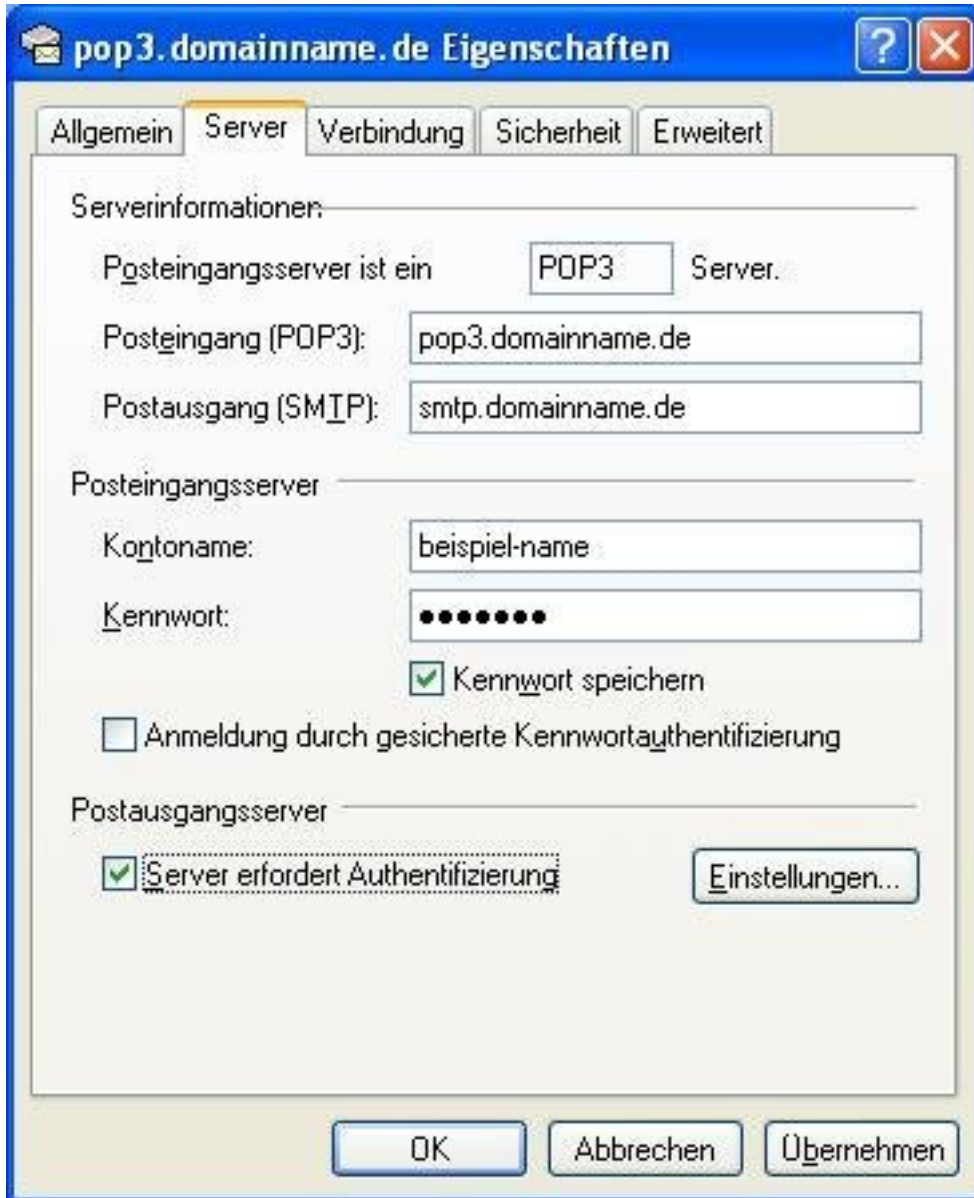 pop3.domainname.de Eigenschaften
Allgemein Server Verbindung Sicherheit Erweitert
Serverinformationen
Posteingangsserver ist ein POP3 Server.
Posteingang (POP3): pop3.domainname.de
Postausgang (SMTP): smtp.domainname.de
Posteingangsserver
Kontoname: beispiel-name
Kennwort: •••••••
Kennwort speichern
Anmeldung durch gesicherte Kennwortauthentifizierung
Postausgangsserver
Server erfordert Authentifizierung Einstellungen...
OK Abbrechen Übernehmen